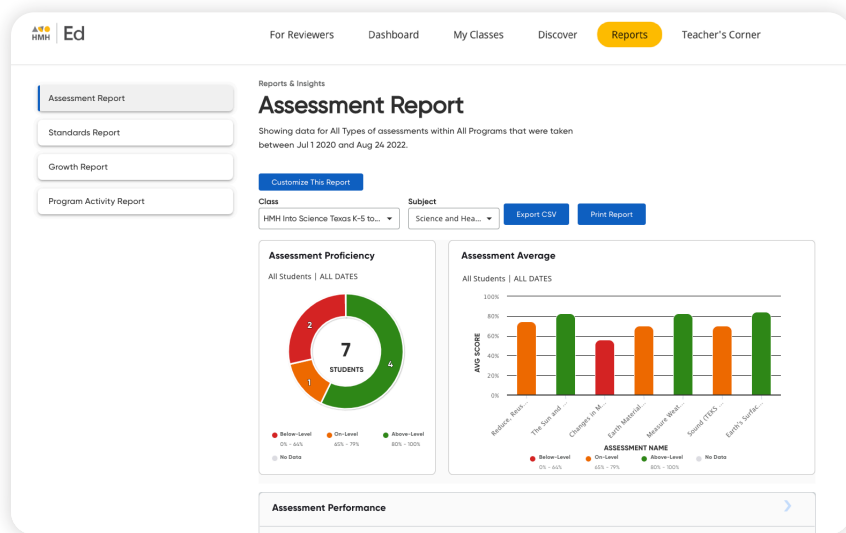 HMH
Ed
For Reviewers
Dashboard
My Classes
Discover
Reports
Teacher's Corner
Assessment Report
Standards Report
Growth Report
Program Activity Report
Reports & Insights
Assessment Report
Showing data for All Types of assessments within All Programs that were taken
between Jul 1 2020 and Aug 24 2022.
Customize This Report
Class
HMH Into Science Texas K-5 to...
Subject
Science and Hea...
Export CSV
Print Report
Assessment Proficiency
All Students | ALL DATES
2
4
1
7
STUDENTS
Below-Level
0% - 64%
On-Level
65% - 79%
Above-Level
80% - 100%
No Data
Assessment Average
All Students | ALL DATES
AVG SCORE
100%
80%
60%
40%
20%
0%
Reduce, Reus...
The Sun and ...
Changes in M...
Earth Material...
Measure Weat...
Sound (TEKS ...
Earth's Surfac...
ASSESSMENT NAME
Below-Level
0% - 64%
On-Level
65% - 79%
Above-Level
80% - 100%
No Data
Assessment Performance